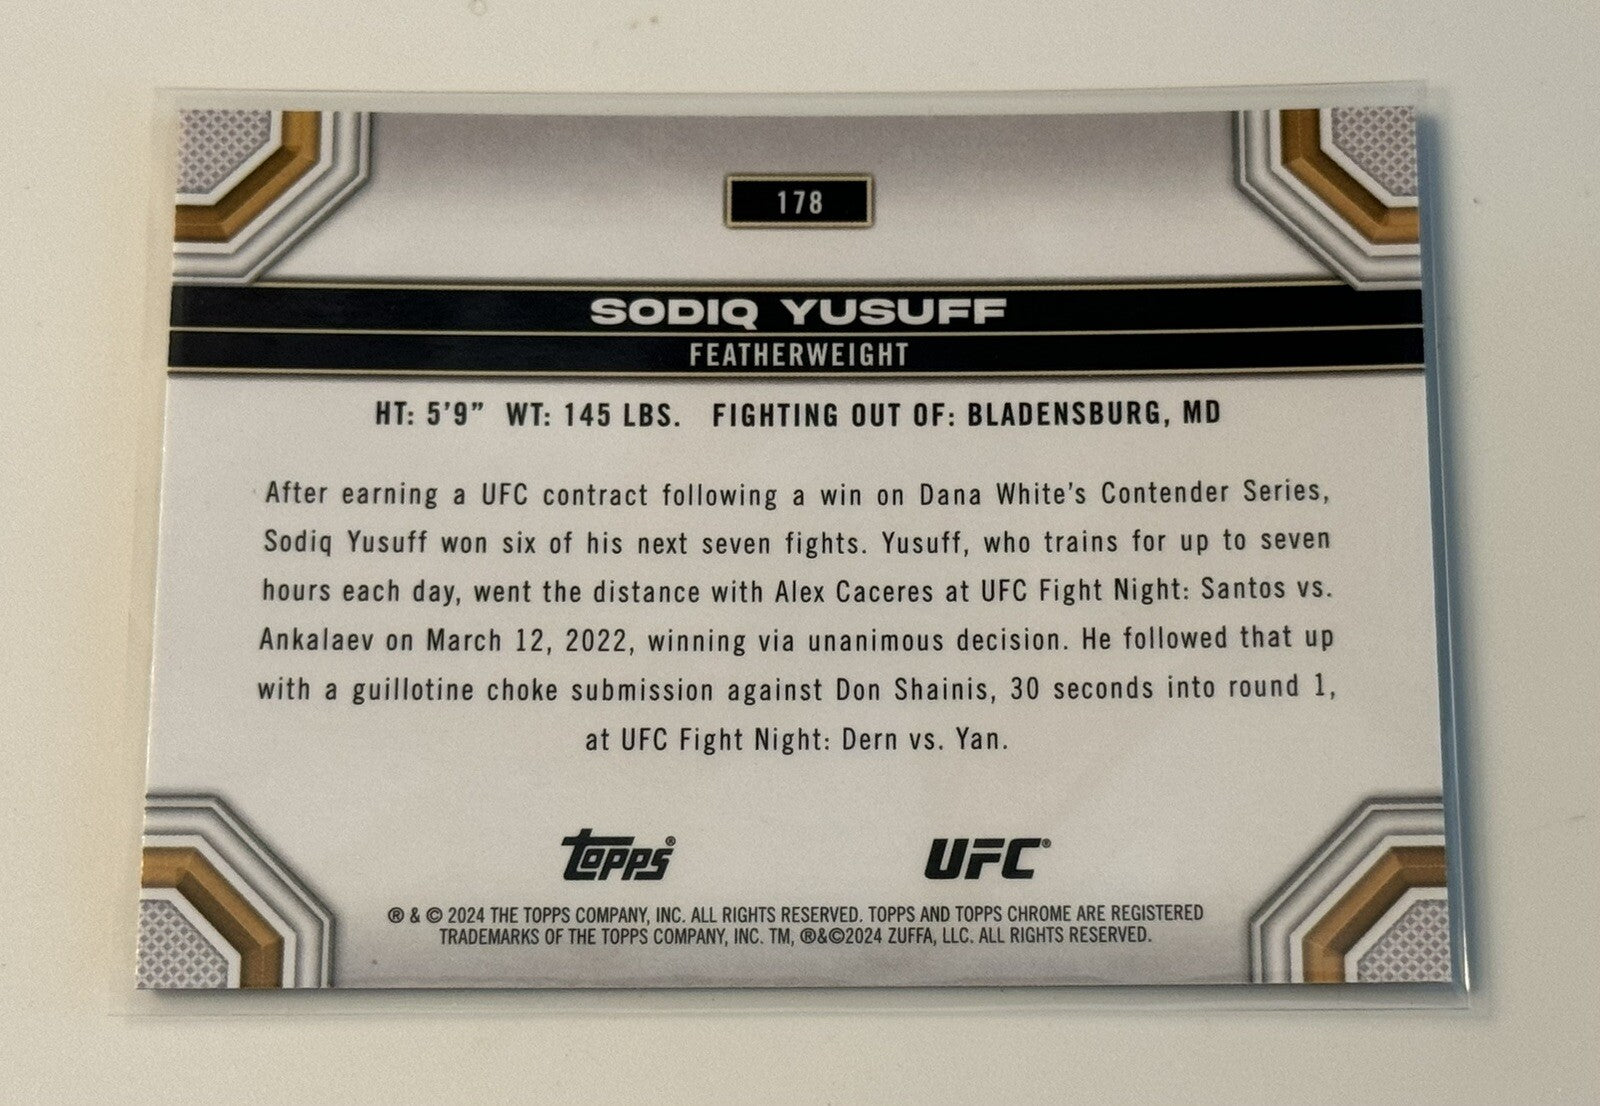 178
SODIQ YUSUFF
FEATHERWEIGHT
HT: 5'9" WT: 145 LBS. FIGHTING OUT OF: BLADENSBURG, MD
After earning a UFC contract following a win on Dana White's Contender Series,
Sodiq Yusuff won six of his next seven fights. Yusuff, who trains for up to seven
hours each day, went the distance with Alex Caceres at UFC Fight Night: Santos vs.
Ankalaev on March 12, 2022, winning via unanimous decision. He followed that up
with a guillotine choke submission against Don Shainis, 30 seconds into round 1,
at UFC Fight Night: Dern vs. Yan.
Topps® UFC®
® & © 2024 THE TOPPS COMPANY, INC. ALL RIGHTS RESERVED. TOPPS AND TOPPS CHROME ARE REGISTERED
TRADEMARKS OF THE TOPPS COMPANY, INC. TM, ®&©2024 ZUFFA, LLC. ALL RIGHTS RESERVED.